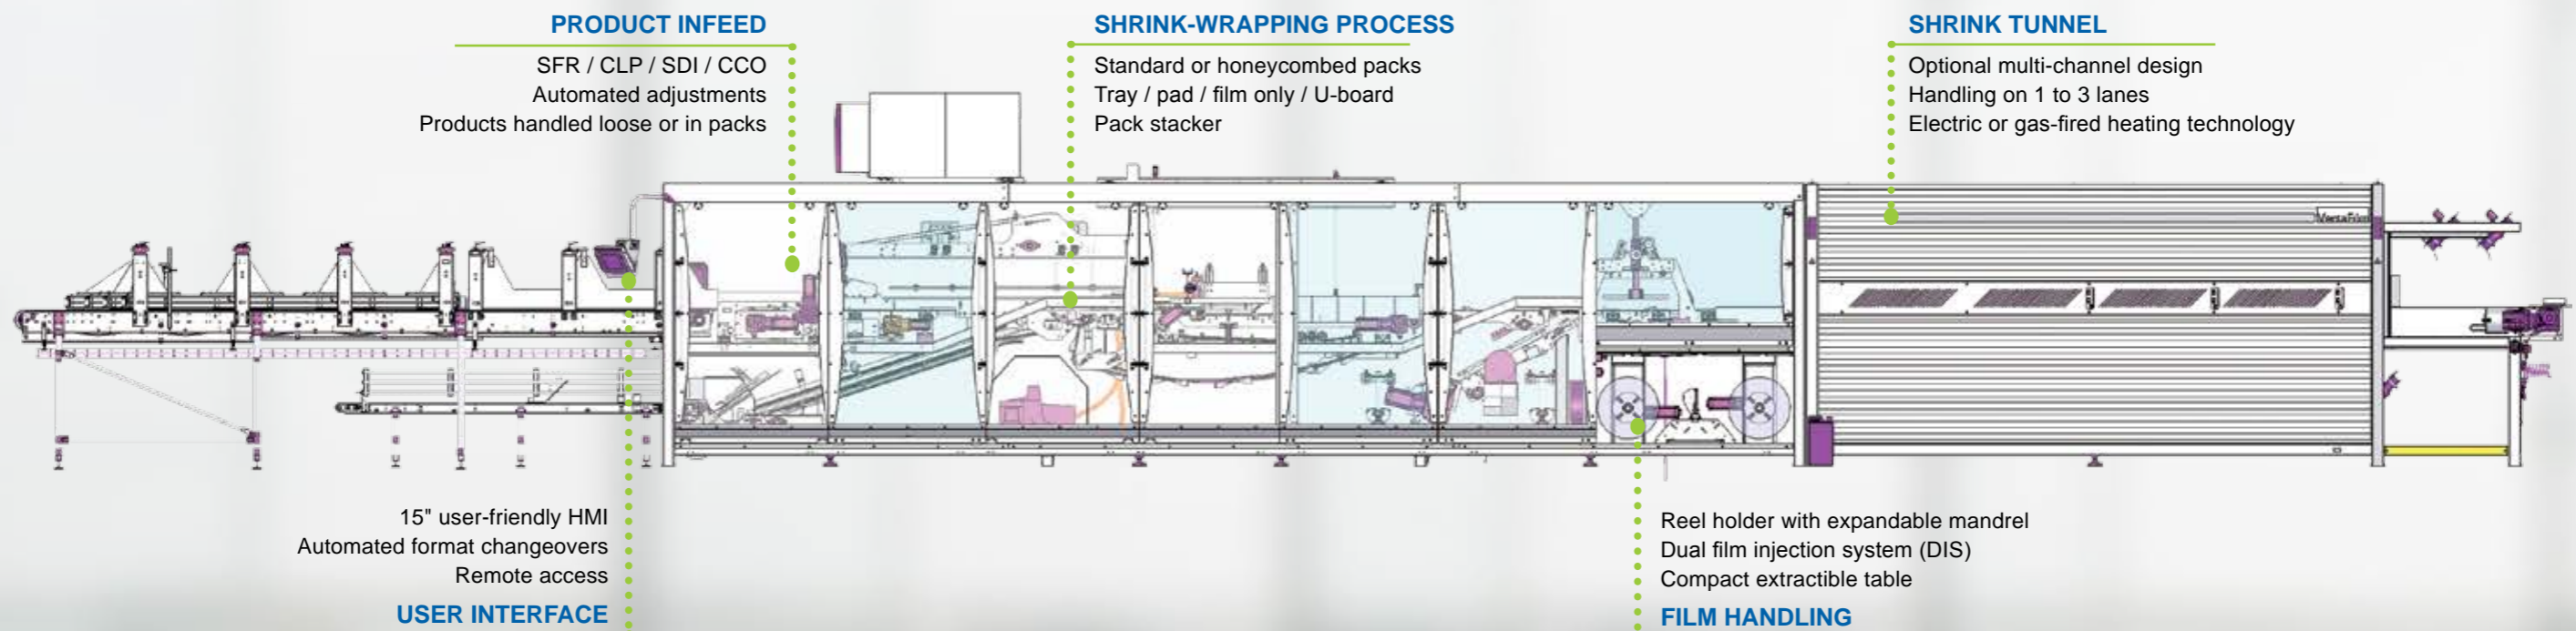 PRODUCT INFEED
SFR / CLP / SDI / CCO
Automated adjustments
Products handled loose or in packs
SHRINK-WRAPPING PROCESS
Standard or honeycombed packs
Tray / pad / film only / U-board
Pack stacker
SHRINK TUNNEL
Optional multi-channel design
Handling on 1 to 3 lanes
Electric or gas-fired heating technology
15" user-friendly HMI
Automated format changeovers
Remote access
USER INTERFACE
Reel holder with expandable mandrel
Dual film injection system (DIS)
Compact extractible table
FILM HANDLING